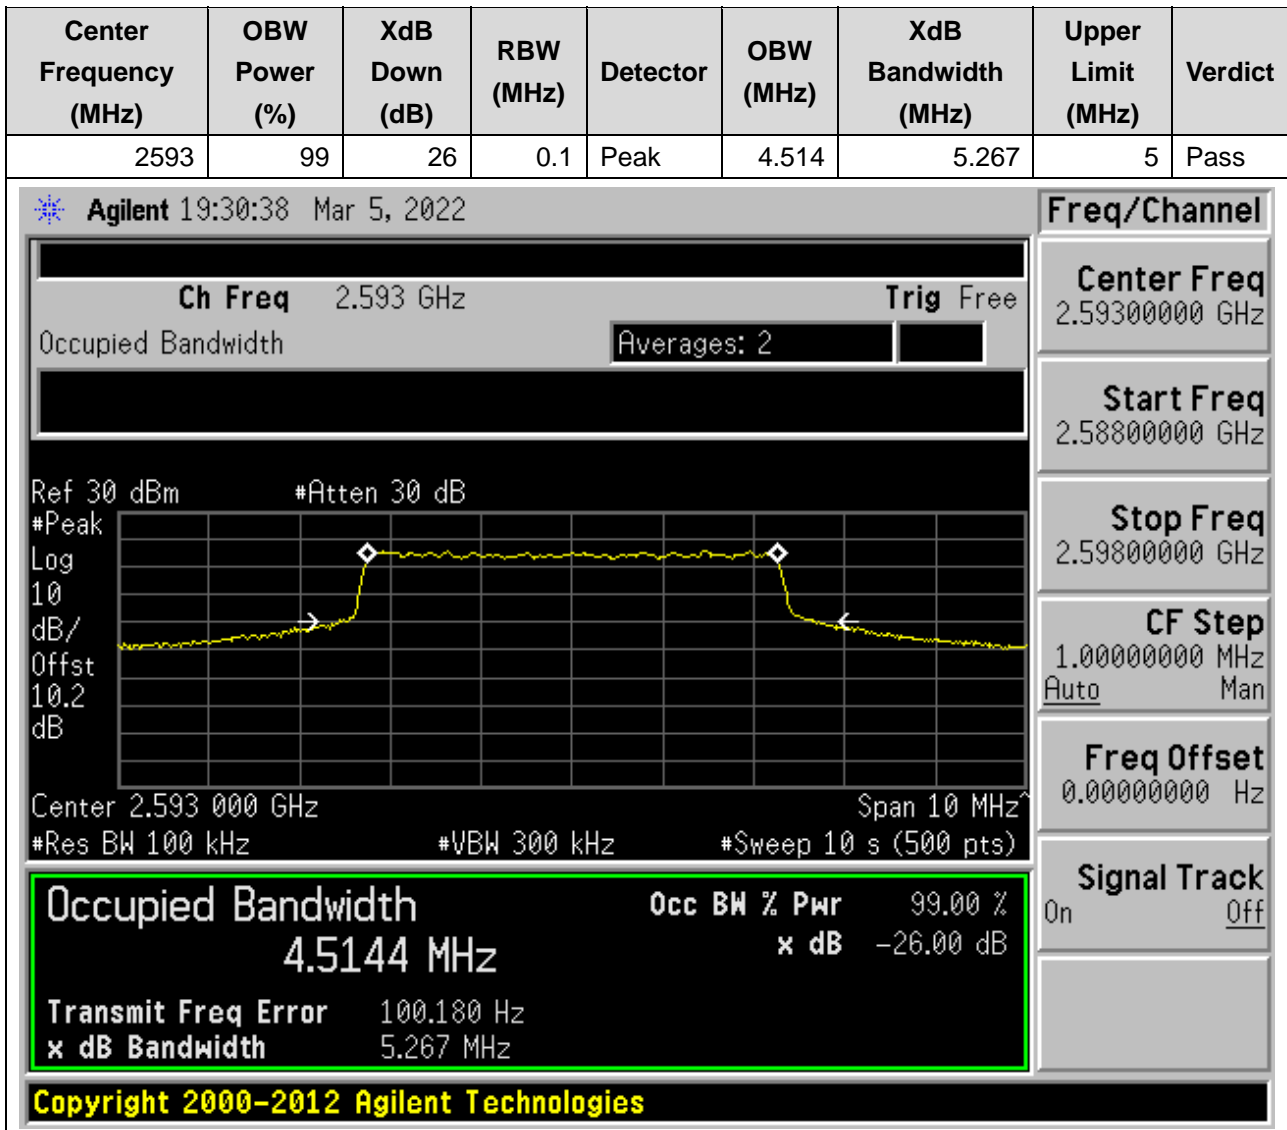 Center Frequency (MHz) OBW Power (%) XdB Down (dB) RBW (MHz) Detector OBW (MHz) XdB Bandwidth (MHz) Upper Limit (MHz) Verdict
2593 99 26 0.1 Peak 4.514 5.267 5 Pass
Agilent 19:30:38 Mar 5, 2022
Freq/Channel
Ch Freq 2.593 GHz Trig Free
Occupied Bandwidth Averages: 2
Center Freq
2.59300000 GHz
Start Freq
2.58800000 GHz
Stop Freq
2.59800000 GHz
CF Step
1.00000000 MHz
Auto Man
Freq Offset
0.00000000 Hz
Signal Track
On Off
Ref 30 dBm #Atten 30 dB
#Peak
Log
10
dB/
Offst
10.2
dB
Center 2.593 000 GHz Span 10 MHz^
#Res BW 100 kHz #VBW 300 kHz #Sweep 10 s (500 pts)
Occupied Bandwidth
4.5144 MHz
Occ BW % Pwr 99.00 %
x dB -26.00 dB
Transmit Freq Error 100.180 Hz
x dB Bandwidth 5.267 MHz
Copyright 2000-2012 Agilent Technologies